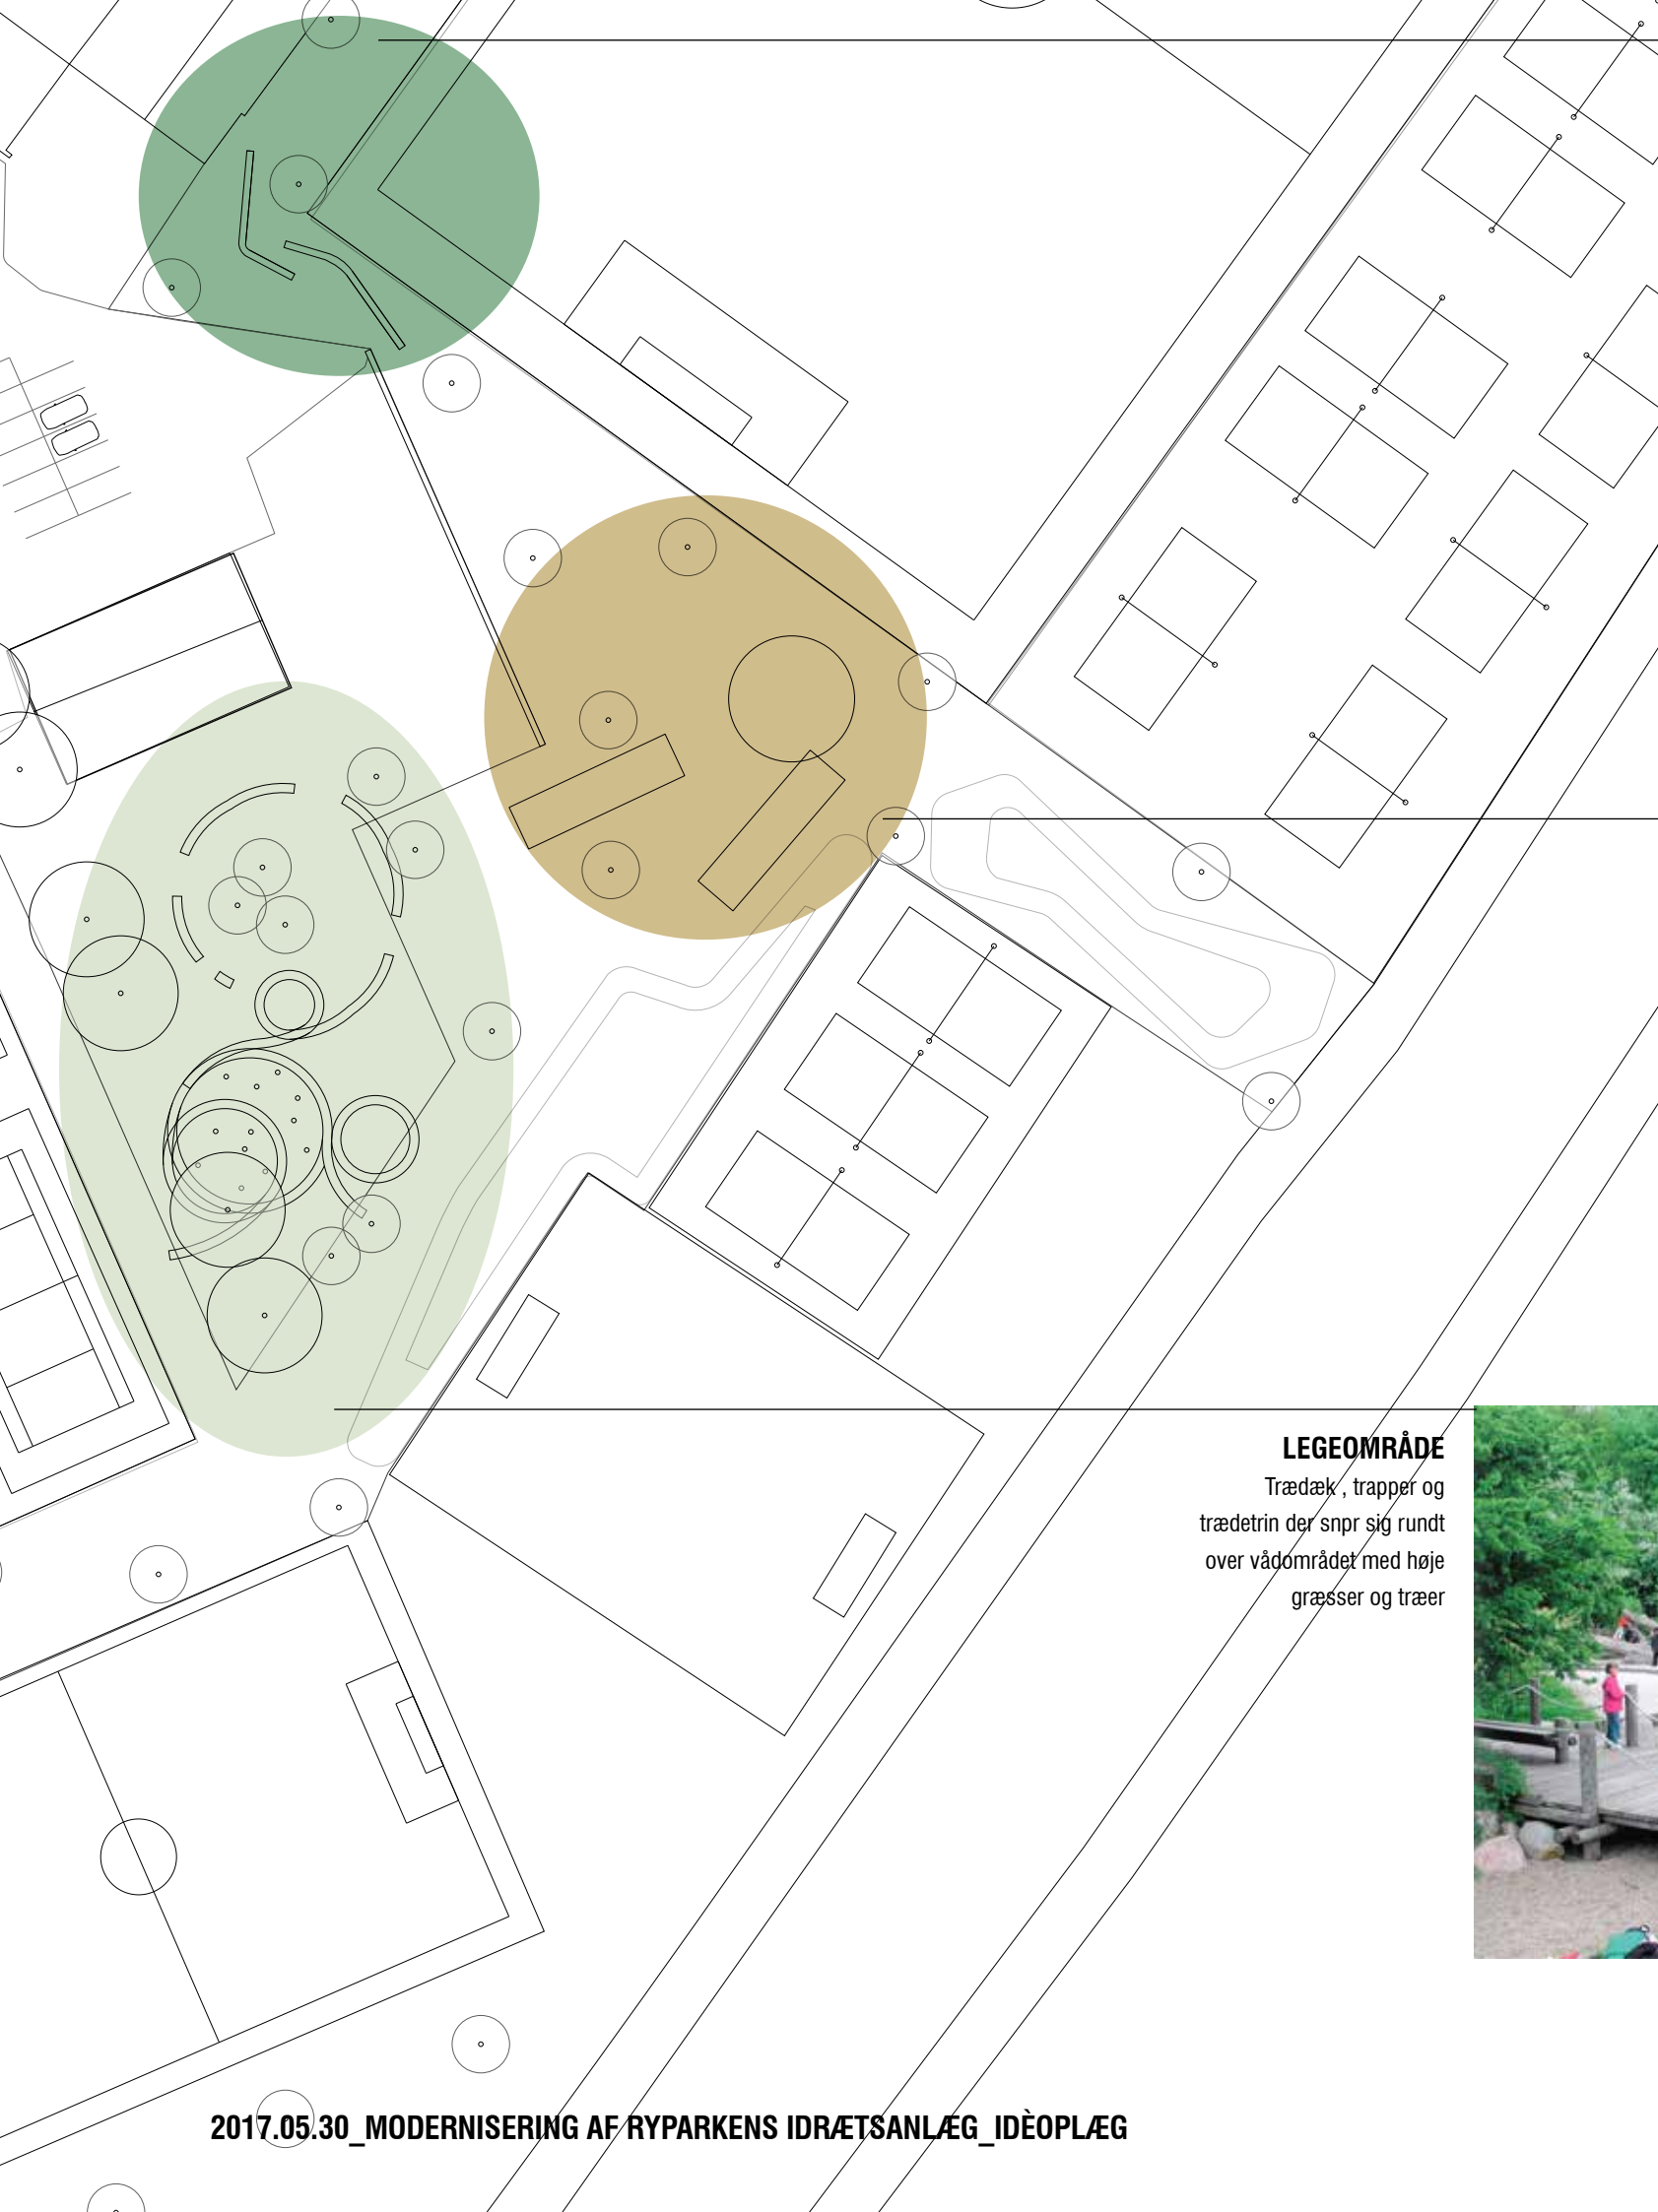 LEGEOMRÅDE
Trædæk , trapper og
trædetrin der snpr sig rundt
over vådområdet med høje
græsser og træer
2017.05.30_MODERNISERING AF RYPARKENS IDRÆTSANLÆG_IDÈOPLÆG